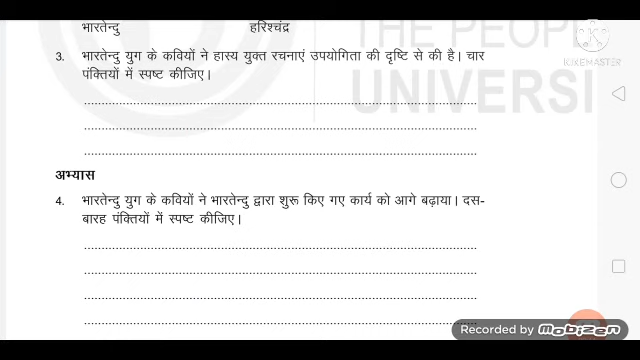 भारतेन्दु हरिश्चंद्र
3. भारतेन्दु युग के कवियों ने हास्य युक्त रचनाएं उपयोगिता की दृष्टि से की है। चार
पंक्तियों में स्पष्ट कीजिए।
अभ्यास
4. भारतेन्दु युग के कवियों ने भारतेन्दु द्वारा शुरू किए गए कार्य को आगे बढ़ाया। दस-
बारह पंक्तियों में स्पष्ट कीजिए।
THE PEOPLE
UNIVERSI
KINEMASTER
Recorded by Mobizen